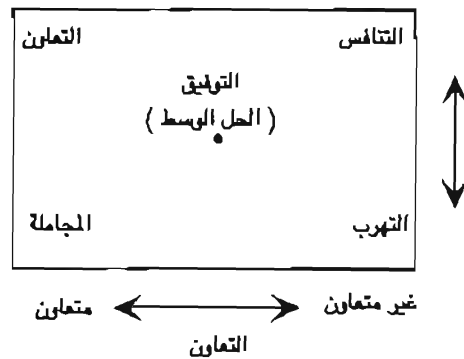 التنافس التعاون
التوفيق
( الحل الوسط )
التهرب المجاملة
غير متعاون متعاون
التعاون